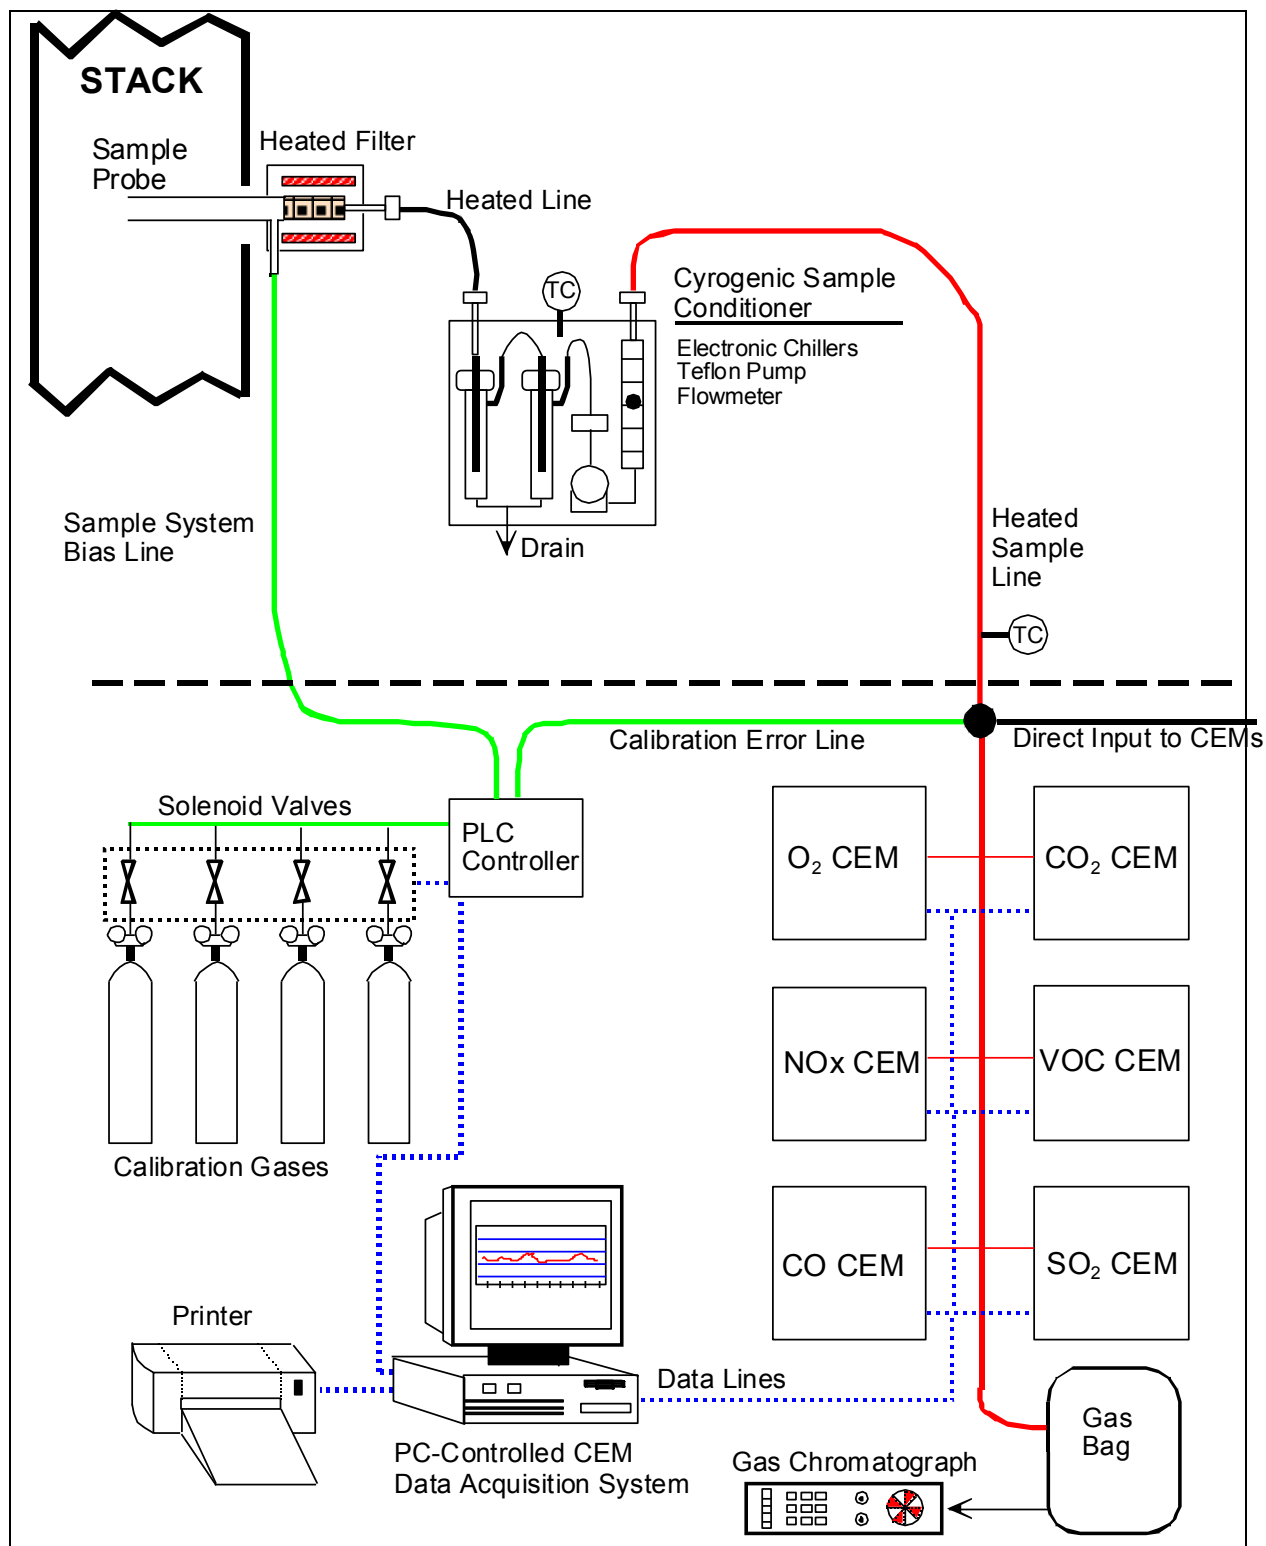 STACK
Sample
Probe
Heated Filter
Heated Line
TC
Cyrogenic Sample
Conditioner
Electronic Chillers
Teflon Pump
Flowmeter
Sample System
Bias Line
Drain
Heated
Sample
Line
TC
Calibration Error Line
Direct Input to CEMs
Solenoid Valves
PLC
Controller
O₂ CEM
CO₂ CEM
NOx CEM
VOC CEM
Calibration Gases
CO CEM
SO₂ CEM
Printer
Data Lines
Gas
Bag
PC-Controlled CEM
Data Acquisition System
Gas Chromatograph